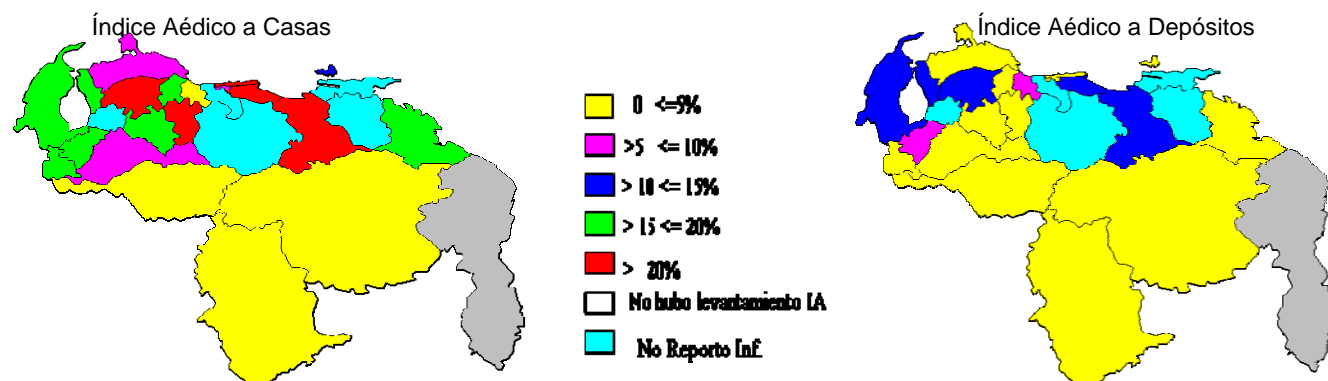 Índice Aédico a Casas
Índice Aédico a Depósitos
0 <=5%
>5 <= 10%
> 10 <= 15%
> 15 <= 20%
> 20%
No hubo levantamiento IA
No Reporto Inf.